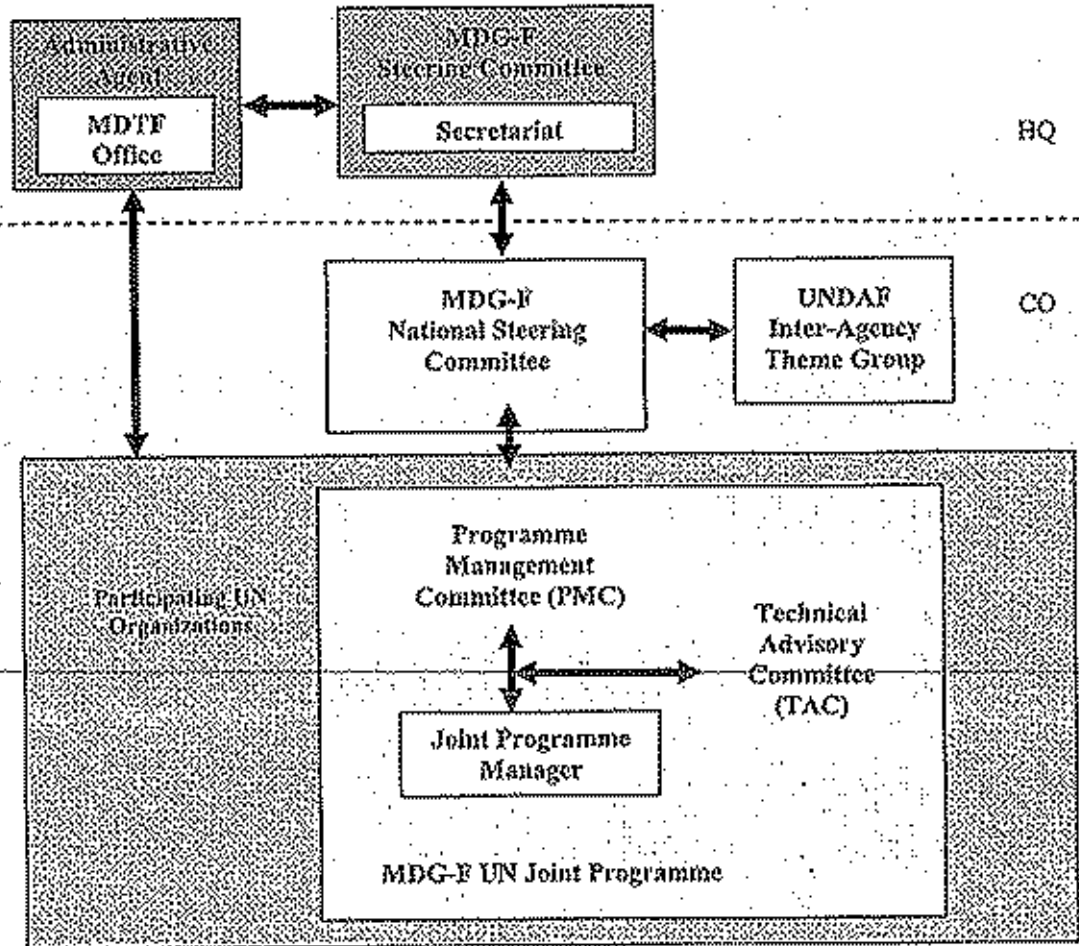 Administrative
Agent
MDTF
Office
MDG-F
Steering Committee
Secretariat
HQ
MDG-F
National Steering
Committee
UNDAF
Inter-Agency
Theme Group
CO
Participating UN
Organizations
Programme
Management
Committee (PMC)
Technical
Advisory
Committee
(TAC)
Joint Programme
Manager
MDG-F UN Joint Programme